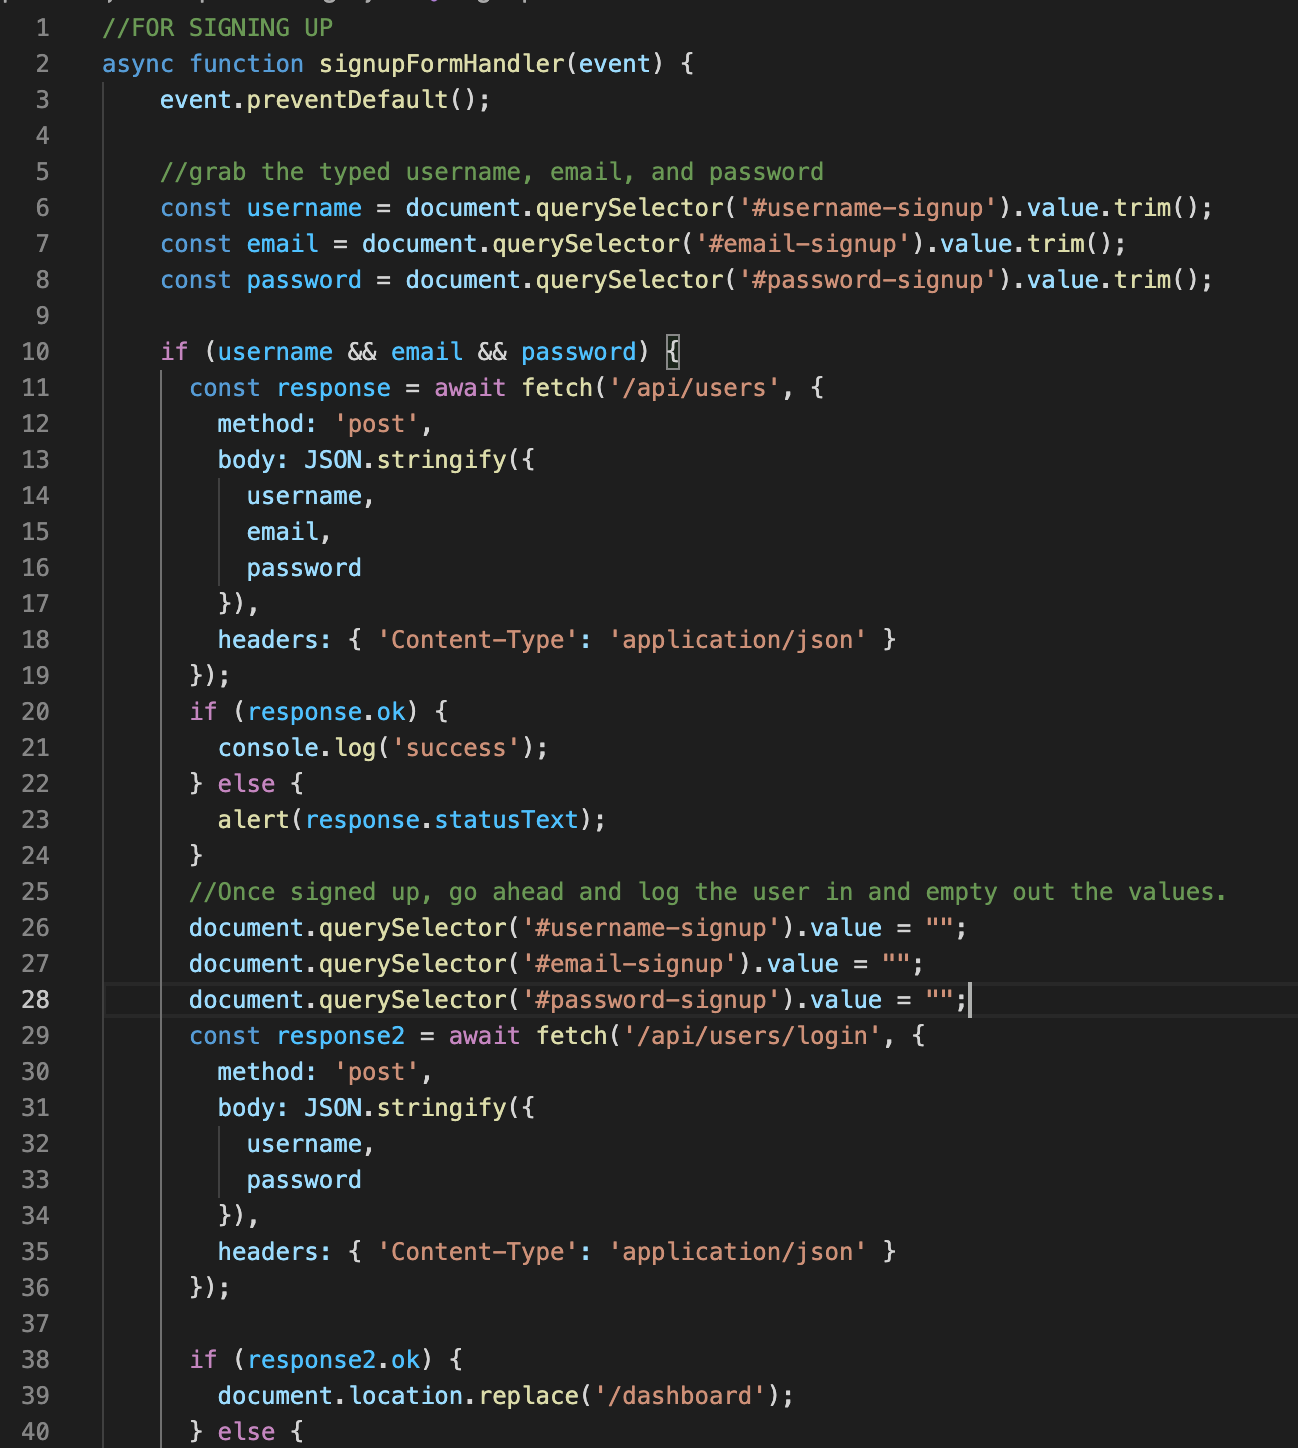 1 //FOR SIGNING UP
2 async function signupFormHandler(event) {
3     event.preventDefault();
4
5     //grab the typed username, email, and password
6     const username = document.querySelector('#username-signup').value.trim();
7     const email = document.querySelector('#email-signup').value.trim();
8     const password = document.querySelector('#password-signup').value.trim();
9
10     if (username && email && password) {
11       const response = await fetch('/api/users', {
12         method: 'post',
13         body: JSON.stringify({
14           username,
15           email,
16           password
17         }),
18         headers: { 'Content-Type': 'application/json' }
19       });
20       if (response.ok) {
21         console.log('success');
22       } else {
23         alert(response.statusText);
24       }
25       //Once signed up, go ahead and log the user in and empty out the values.
26       document.querySelector('#username-signup').value = "";
27       document.querySelector('#email-signup').value = "";
28       document.querySelector('#password-signup').value = "";
29       const response2 = await fetch('/api/users/login', {
30         method: 'post',
31         body: JSON.stringify({
32           username,
33           password
34         }),
35         headers: { 'Content-Type': 'application/json' }
36       });
37
38       if (response2.ok) {
39         document.location.replace('/dashboard');
40       } else {